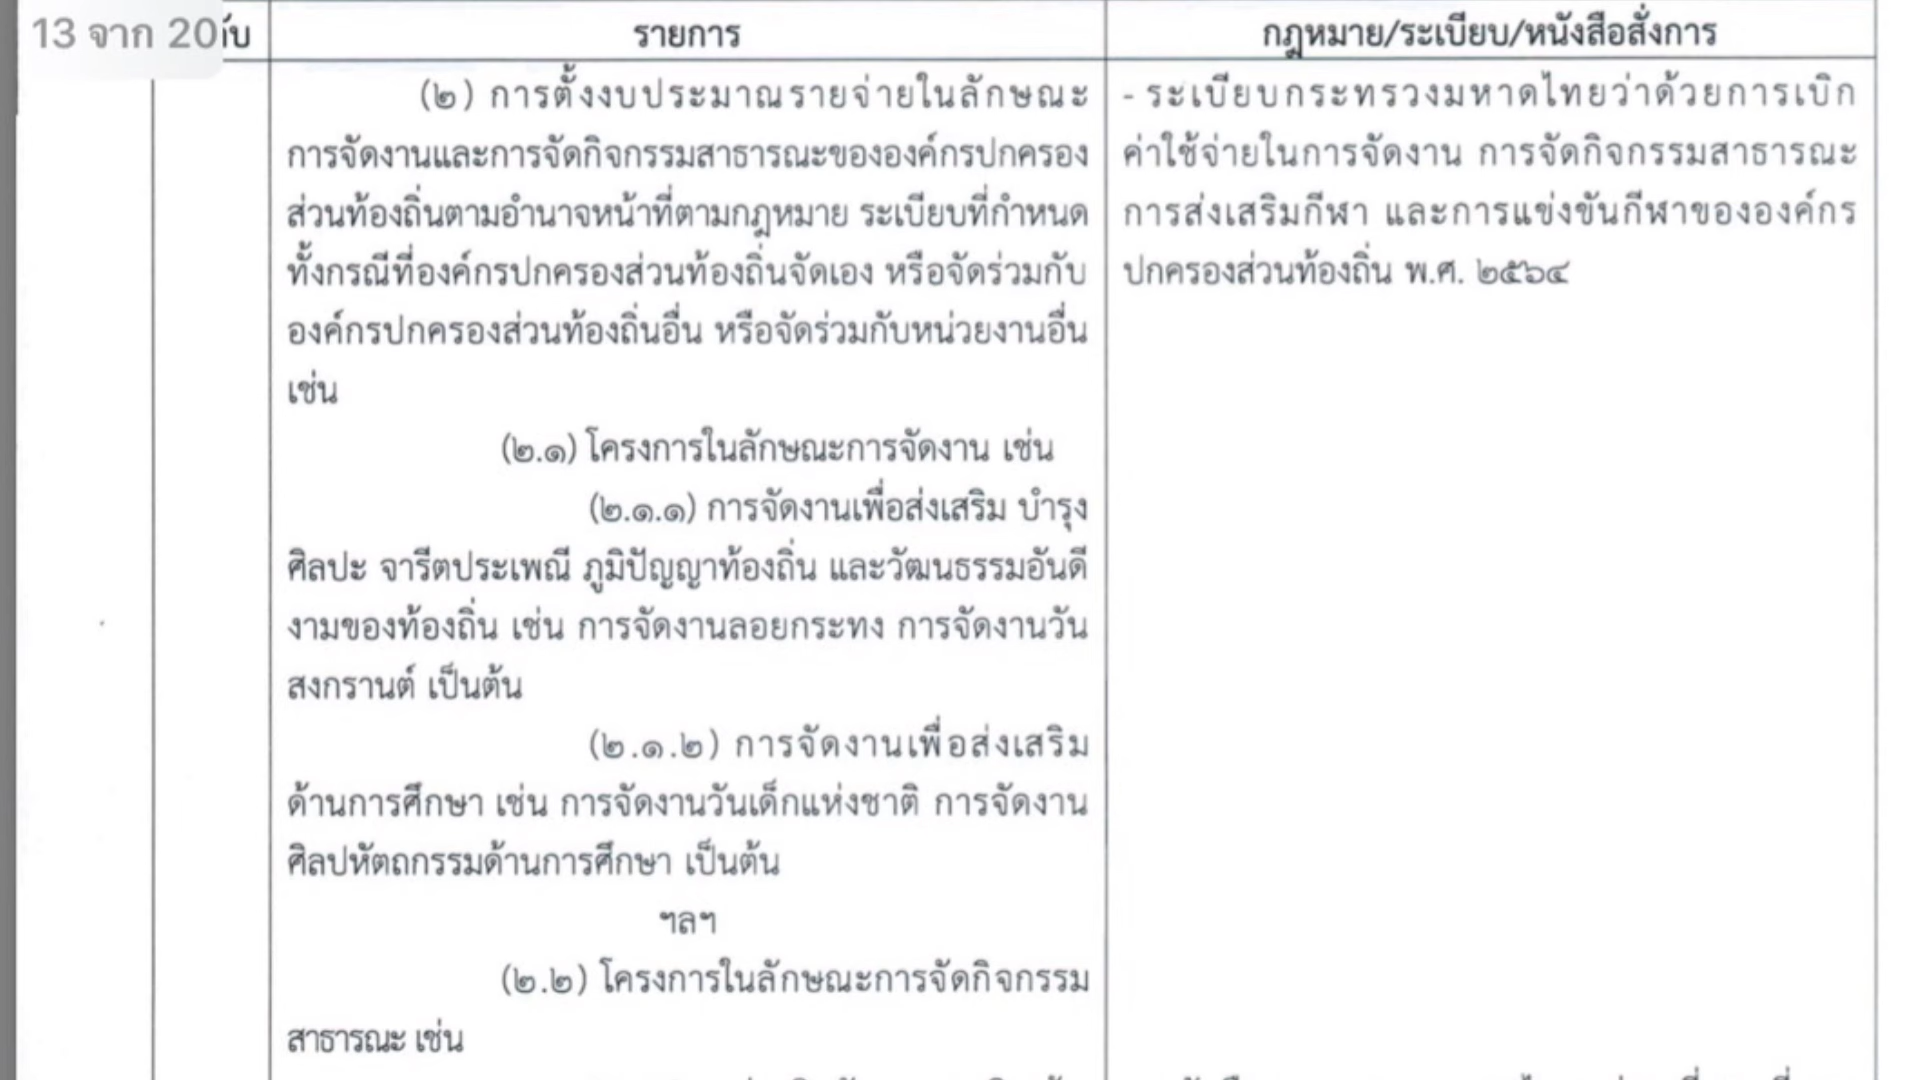 13 จาก 20
รายการ
กฎหมาย/ระเบียบ/หนังสือสั่งการ
(๒) การตั้งงบประมาณรายจ่ายในลักษณะ
การจัดงานและการจัดกิจกรรมสาธารณะขององค์กรปกครอง
ส่วนท้องถิ่นตามอำนาจหน้าที่ตามกฎหมาย ระเบียบที่กำหนด
ทั้งกรณีที่องค์กรปกครองส่วนท้องถิ่นจัดเอง หรือจัดร่วมกับ
องค์กรปกครองส่วนท้องถิ่นอื่น หรือจัดร่วมกับหน่วยงานอื่น
เช่น
(๒.๑) โครงการในลักษณะการจัดงาน เช่น
(๒.๑.๑) การจัดงานเพื่อส่งเสริม บำรุง
ศิลปะ จารีตประเพณี ภูมิปัญญาท้องถิ่น และวัฒนธรรมอันดี
งามของท้องถิ่น เช่น การจัดงานลอยกระทง การจัดงานวัน
สงกรานต์ เป็นต้น
(๒.๑.๒) การจัดงานเพื่อส่งเสริม
ด้านการศึกษา เช่น การจัดงานวันเด็กแห่งชาติ การจัดงาน
ศิลปหัตถกรรมด้านการศึกษา เป็นต้น
ฯลฯ
(๒.๒) โครงการในลักษณะการจัดกิจกรรม
สาธารณะ เช่น
- ระเบียบกระทรวงมหาดไทยว่าด้วยการเบิก
ค่าใช้จ่ายในการจัดงาน การจัดกิจกรรมสาธารณะ
การส่งเสริมกีฬา และการแข่งขันกีฬาขององค์กร
ปกครองส่วนท้องถิ่น พ.ศ. ๒๕๖๔